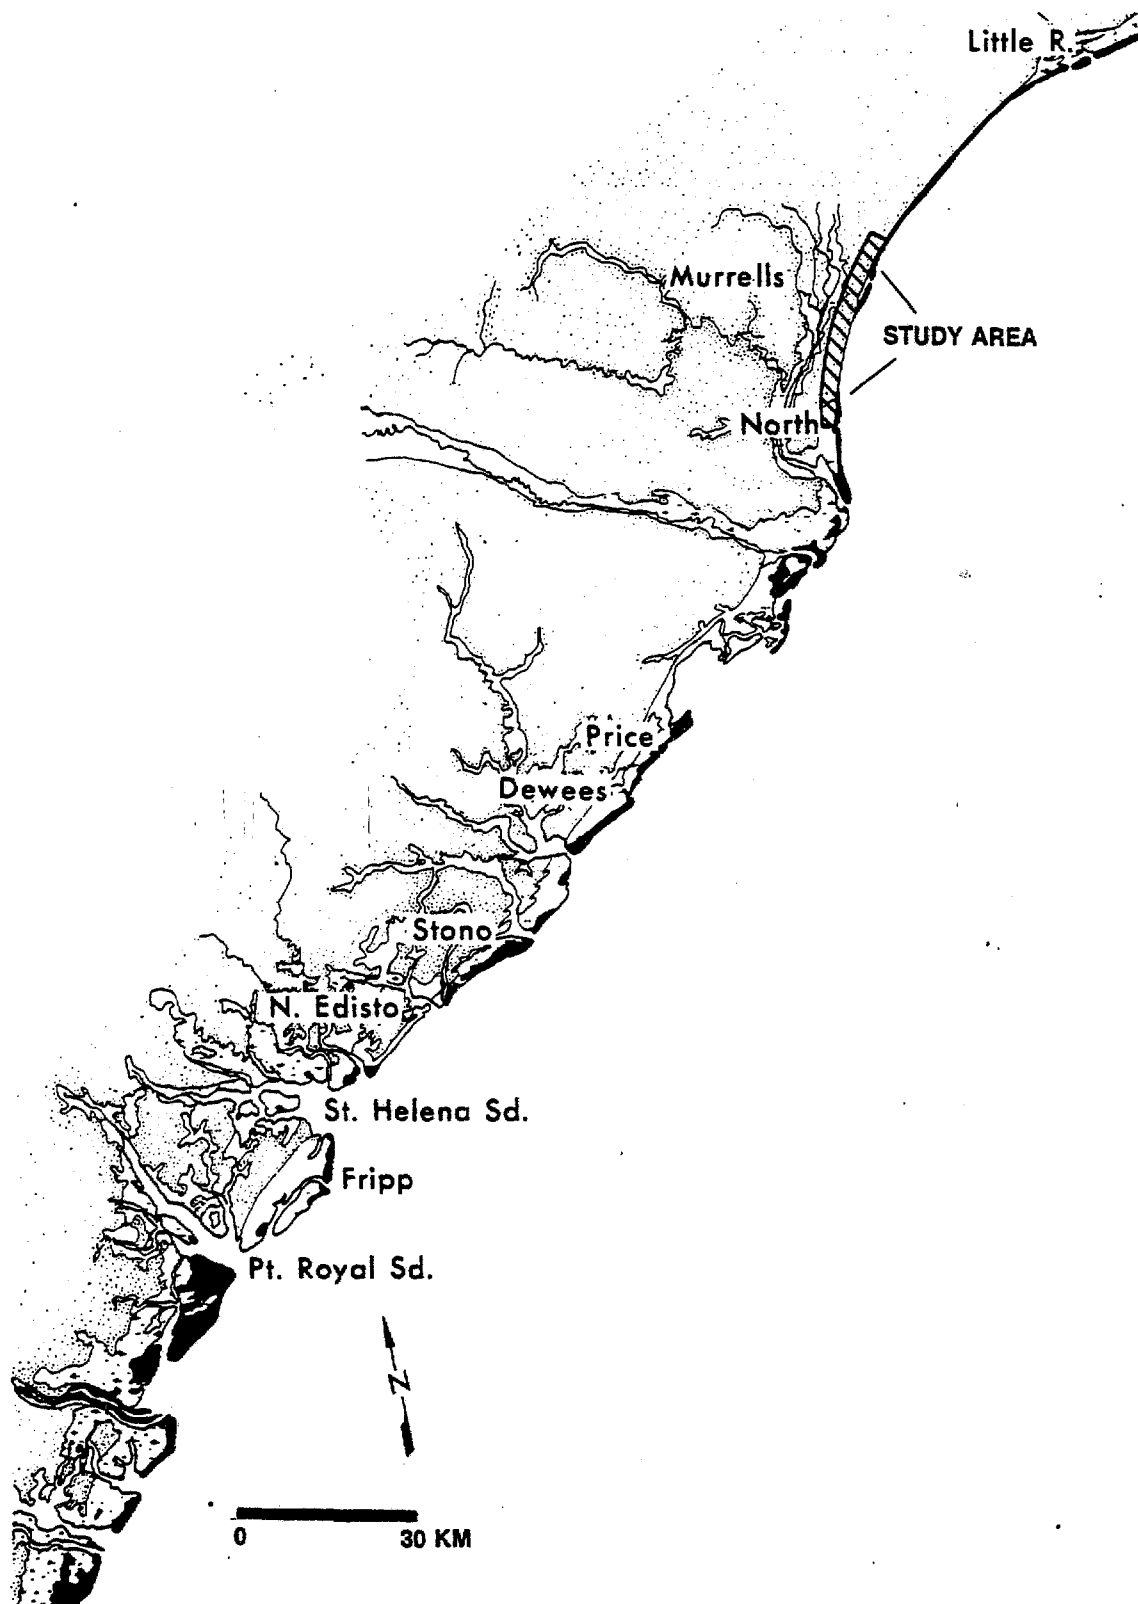 Little R.
Murrells
STUDY AREA
North
Price
Dewees
Stono
N. Edisto
St. Helena Sd.
Fripp
Pt. Royal Sd.
N
0 30 KM